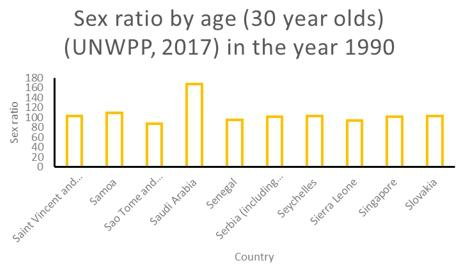 Sex ratio by age (30 year olds)
(UNWPP, 2017) in the year 1990
180
160
140
120
100
80
60
40
20
0
Sex ratio
Saint Vincent and…
Samoa
Sao Tome and…
Saudi Arabia
Senegal
Serbia (including…
Seychelles
Sierra Leone
Singapore
Slovakia
Country